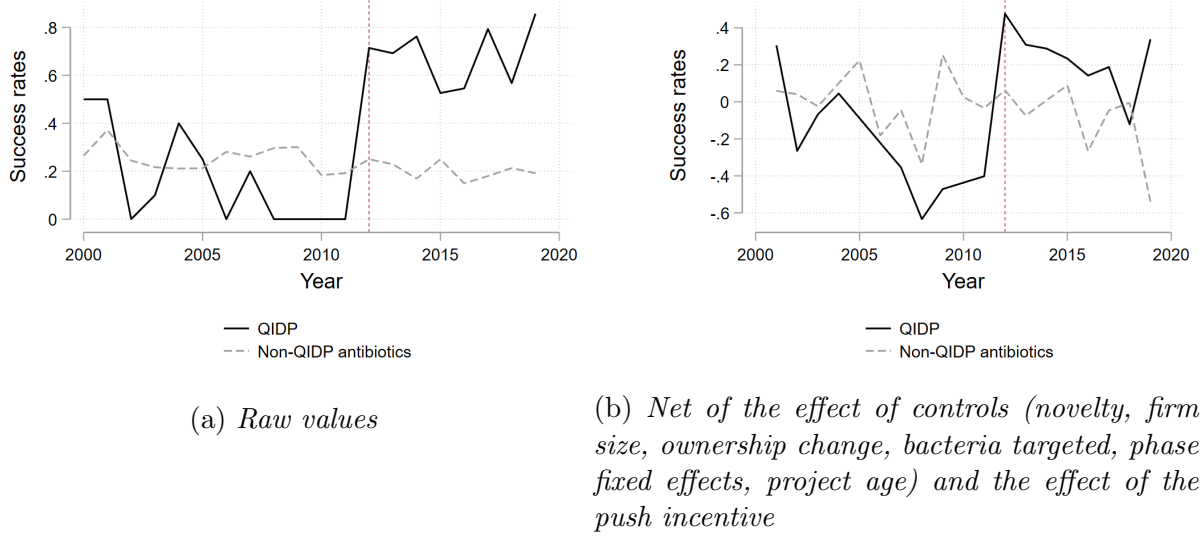 Success rates
.8
.6
.4
.2
0
2000 2005 2010 2015 2020
Year
QIDP
Non-QIDP antibiotics
(a) Raw values
Success rates
.4
.2
0
-.2
-.4
-.6
2000 2005 2010 2015 2020
Year
QIDP
Non-QIDP antibiotics
(b) Net of the effect of controls (novelty, firm
size, ownership change, bacteria targeted, phase
fixed effects, project age) and the effect of the
push incentive